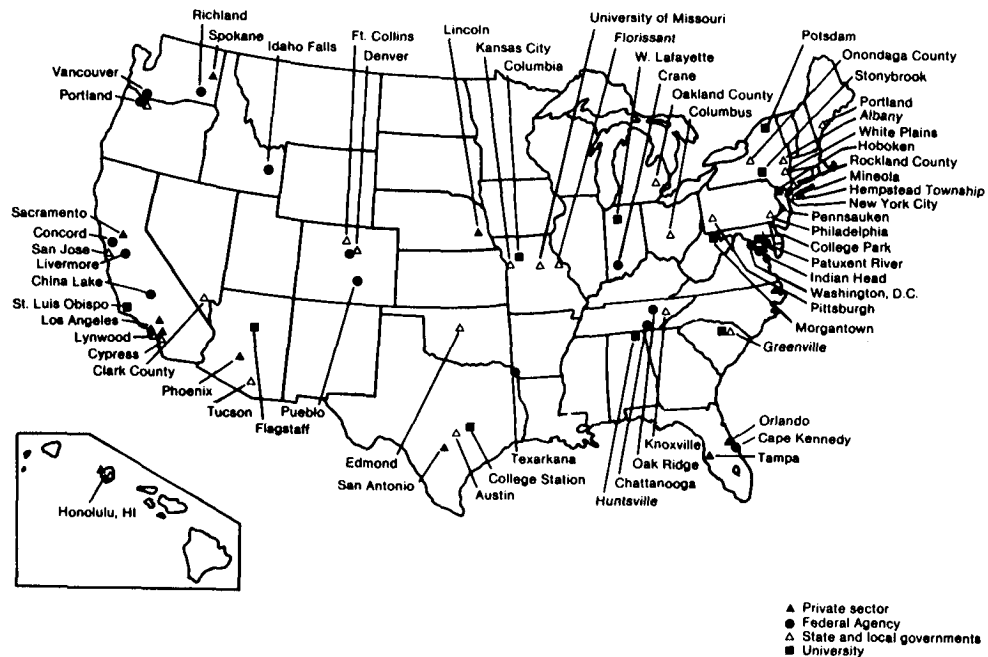 Richland
Spokane
Idaho Falls
Ft. Collins
Denver
Lincoln
Kansas City
Columbia
University of Missouri
Florissant
W. Lafayette
Crane
Oakland County
Columbus
Potsdam
Onondaga County
Stonybrook
Portland
Albany
White Plains
Hoboken
Rockland County
Mineola
Hempstead Township
New York City
Pennsauken
Philadelphia
College Park
Patuxent River
Indian Head
Washington, D.C.
Pittsburgh
Morgantown
Greenville
Vancouver
Portland
Sacramento
Concord
San Jose
Livermore
China Lake
St. Luis Obispo
Los Angeles
Lynwood
Cypress
Clark County
Phoenix
Tucson
Flagstaff
Pueblo
Edmond
San Antonio
Austin
College Station
Texarkana
Knoxville
Oak Ridge
Chattanooga
Huntsville
Orlando
Cape Kennedy
Tampa
Honolulu, HI
Private sector
Federal Agency
State and local governments
University